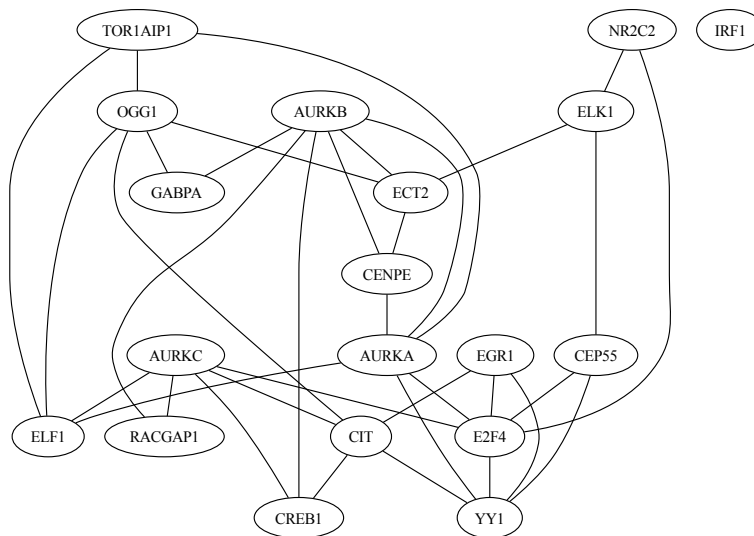 TOR1AIP1 NR2C2 IRF1
OGG1 AURKB ELK1
GABPA ECT2
CENPE
AURKC AURKA EGR1 CEP55
ELF1 RACGAP1 CIT E2F4
CREB1 YY1